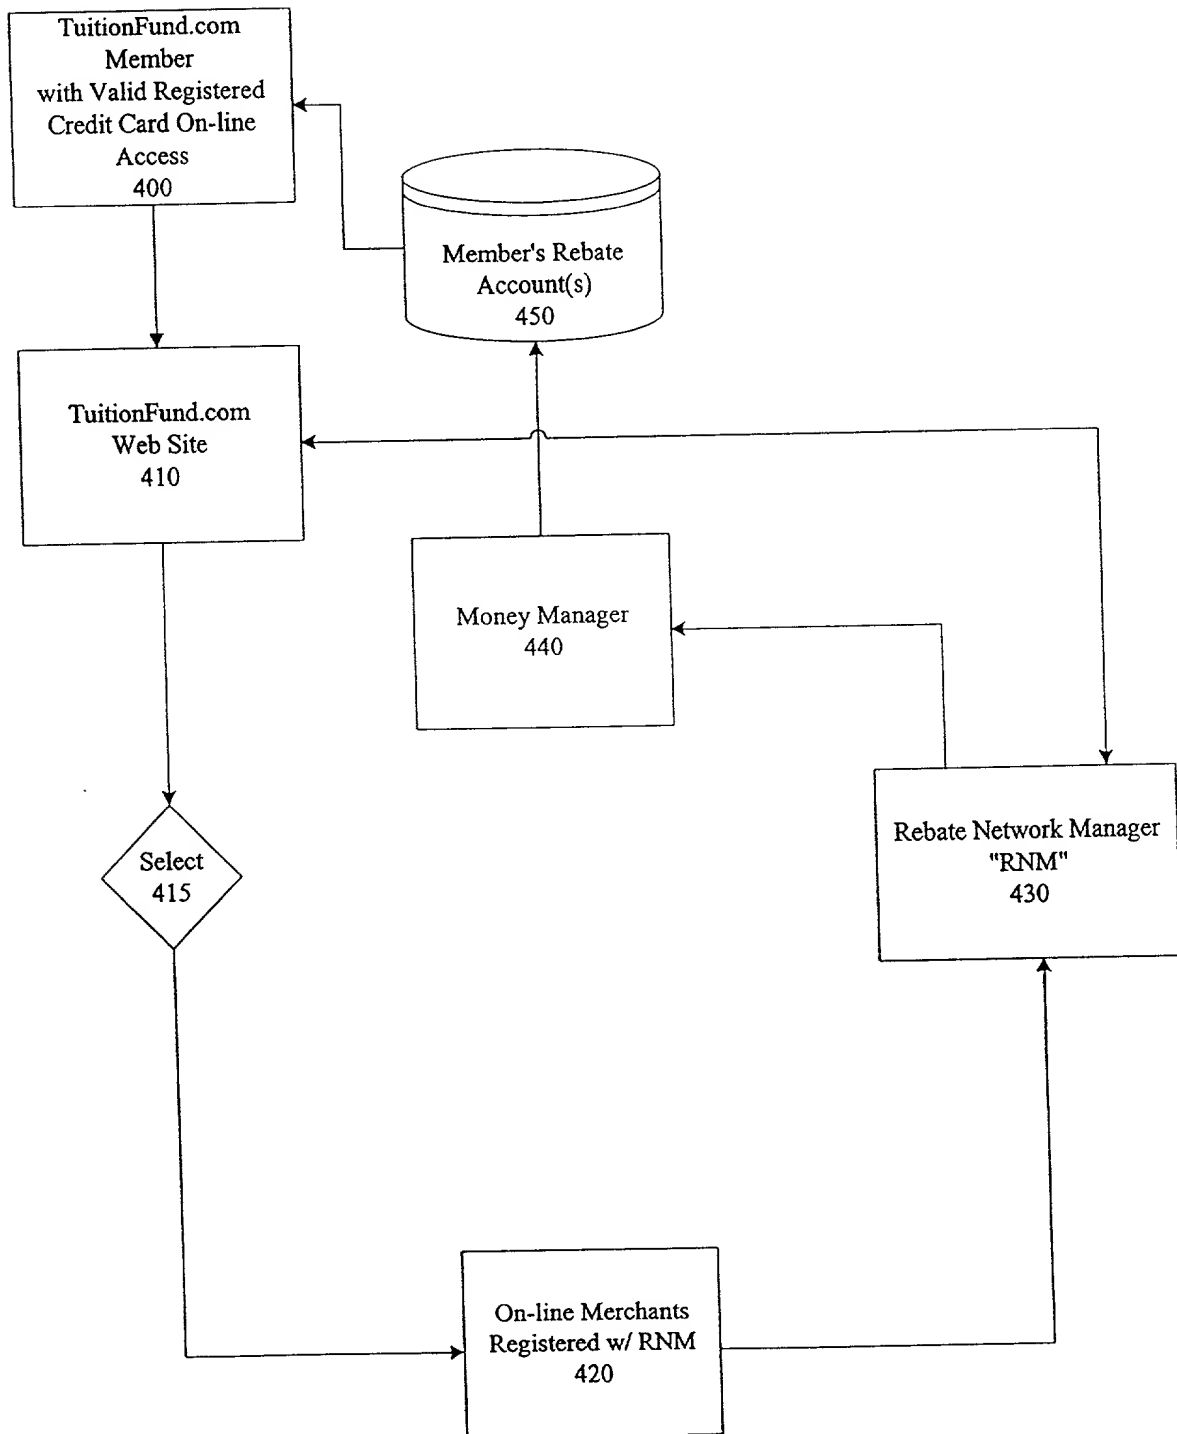 TuitionFund.com
Member
with Valid Registered
Credit Card On-line
Access
400
Member's Rebate
Account(s)
450
TuitionFund.com
Web Site
410
Money Manager
440
Select
415
Rebate Network Manager
"RNM"
430
On-line Merchants
Registered w/ RNM
420